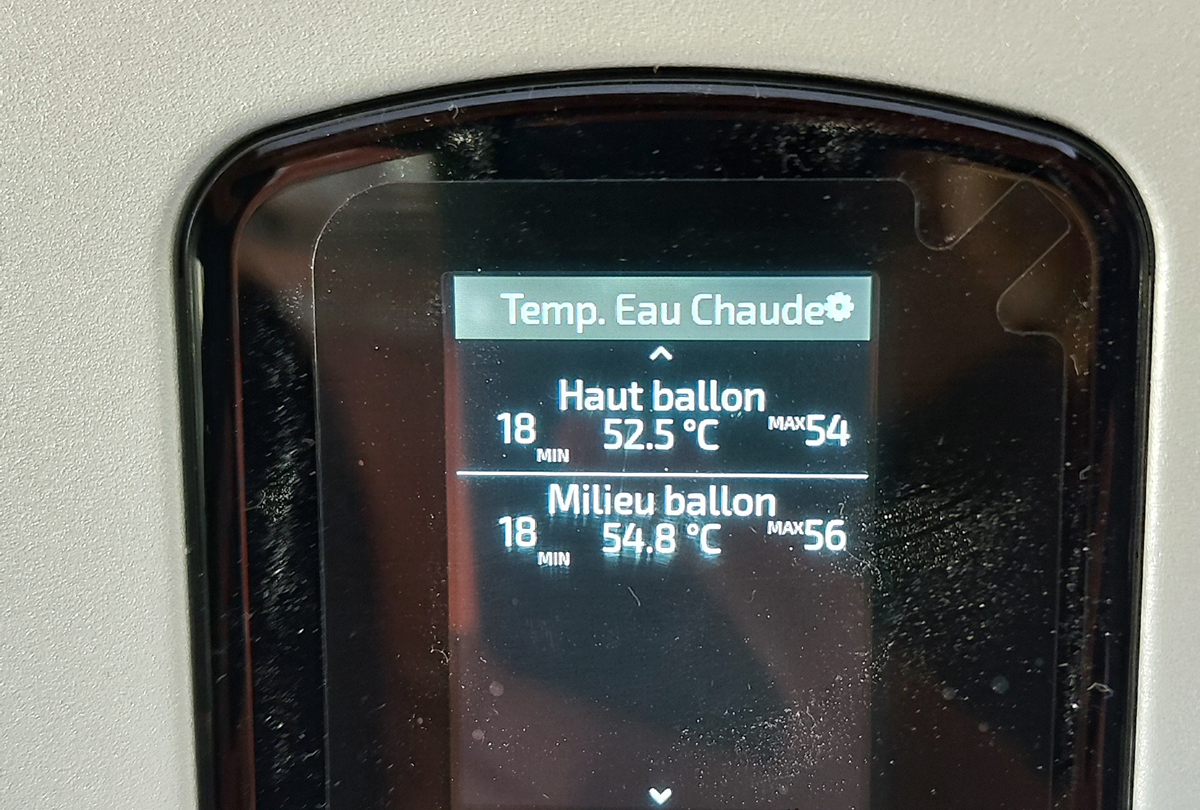 Temp. Eau Chaude
Haut ballon
18 MIN 52.5 °C MAX 54
Milieu ballon
18 MIN 54.8 °C MAX 56